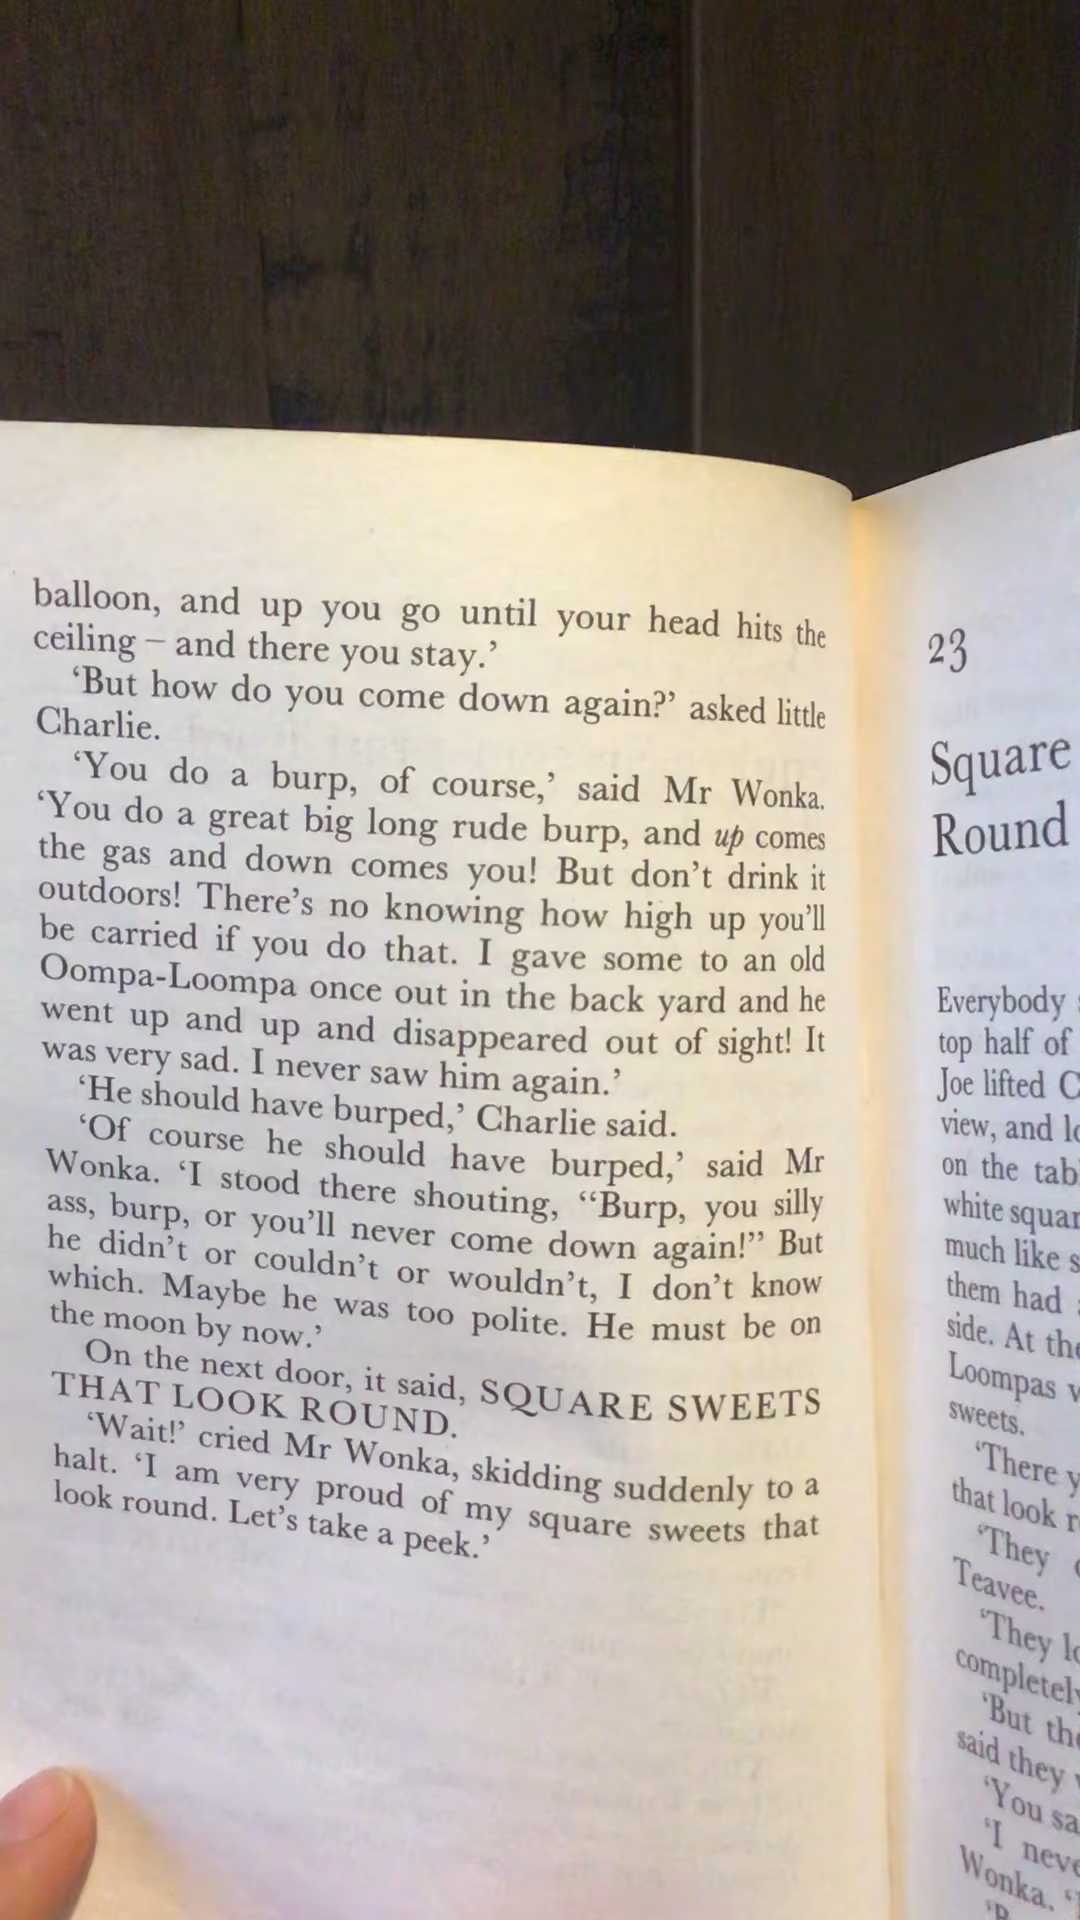 balloon, and up you go until your head hits the
ceiling – and there you stay.’
‘But how do you come down again?’ asked little
Charlie.
‘You do a burp, of course,’ said Mr Wonka.
‘You do a great big long rude burp, and up comes
the gas and down comes you! But don’t drink it
outdoors! There’s no knowing how high up you’ll
be carried if you do that. I gave some to an old
Oompa-Loompa once out in the back yard and he
went up and up and disappeared out of sight! It
was very sad. I never saw him again.’
‘He should have burped,’ Charlie said.
‘Of course he should have burped,’ said Mr
Wonka. ‘I stood there shouting, “Burp, you silly
ass, burp, or you’ll never come down again!” But
he didn’t or couldn’t or wouldn’t, I don’t know
which. Maybe he was too polite. He must be on
the moon by now.’
On the next door, it said, SQUARE SWEETS
THAT LOOK ROUND.
‘Wait!’ cried Mr Wonka, skidding suddenly to a
halt. ‘I am very proud of my square sweets that
look round. Let’s take a peek.’
23
Square
Round
Everybody
top half of
Joe lifted
view, and
on the
white
much like
them had
side. At
Loompas
sweets.
‘There
that look
‘They
Teavee.
‘They
‘But
said they
‘You
‘I
Wonka.